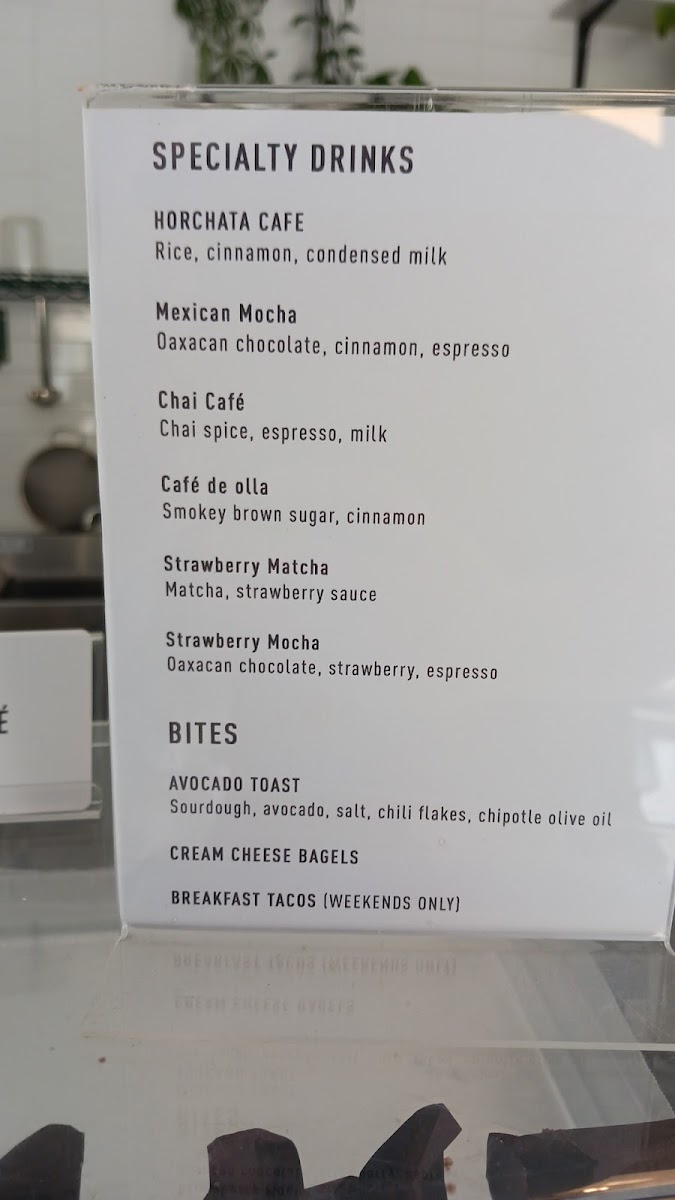 SPECIALTY DRINKS
HORCHATA CAFE
Rice, cinnamon, condensed milk
Mexican Mocha
Oaxacan chocolate, cinnamon, espresso
Chai Café
Chai spice, espresso, milk
Café de olla
Smokey brown sugar, cinnamon
Strawberry Matcha
Matcha, strawberry sauce
Strawberry Mocha
Oaxacan chocolate, strawberry, espresso
É
BITES
AVOCADO TOAST
Sourdough, avocado, salt, chili flakes, chipotle olive oil
CREAM CHEESE BAGELS
BREAKFAST TACOS (WEEKENDS ONLY)